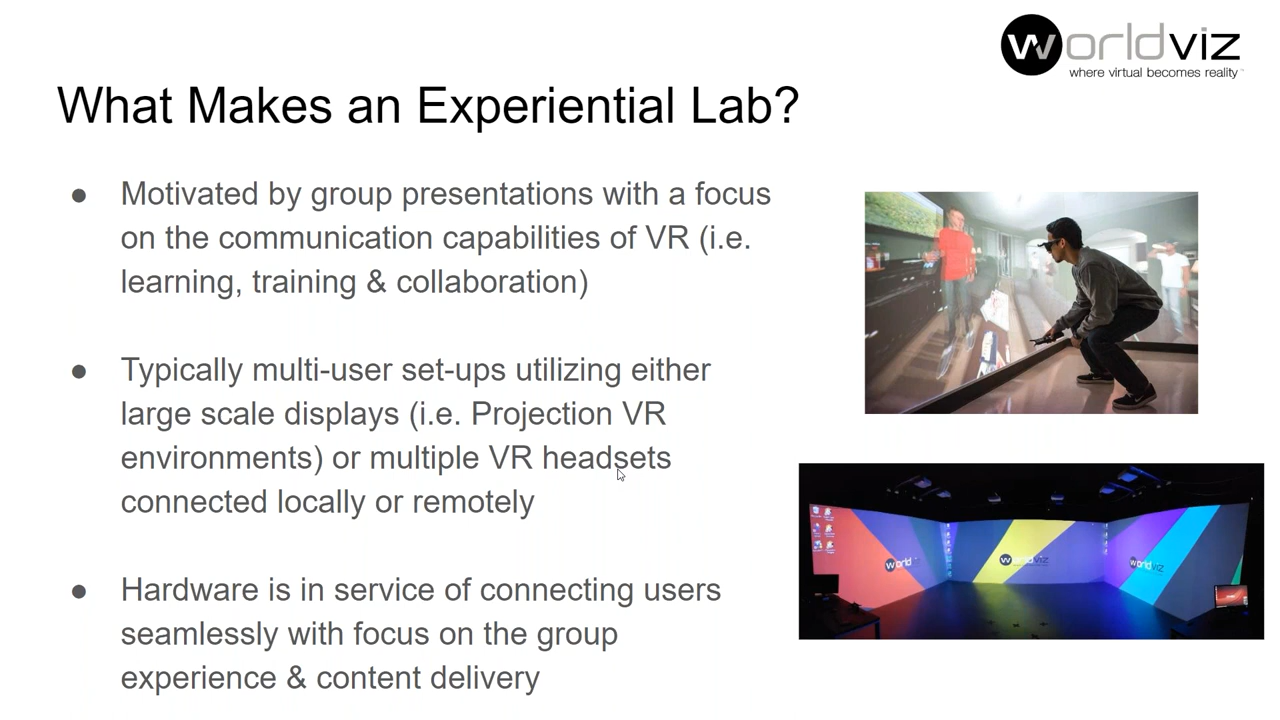 worldviz
where virtual becomes reality
What Makes an Experiential Lab?
● Motivated by group presentations with a focus
on the communication capabilities of VR (i.e.
learning, training & collaboration)
● Typically multi-user set-ups utilizing either
large scale displays (i.e. Projection VR
environments) or multiple VR headsets
connected locally or remotely
● Hardware is in service of connecting users
seamlessly with focus on the group
experience & content delivery
worldviz
worldviz
worldviz